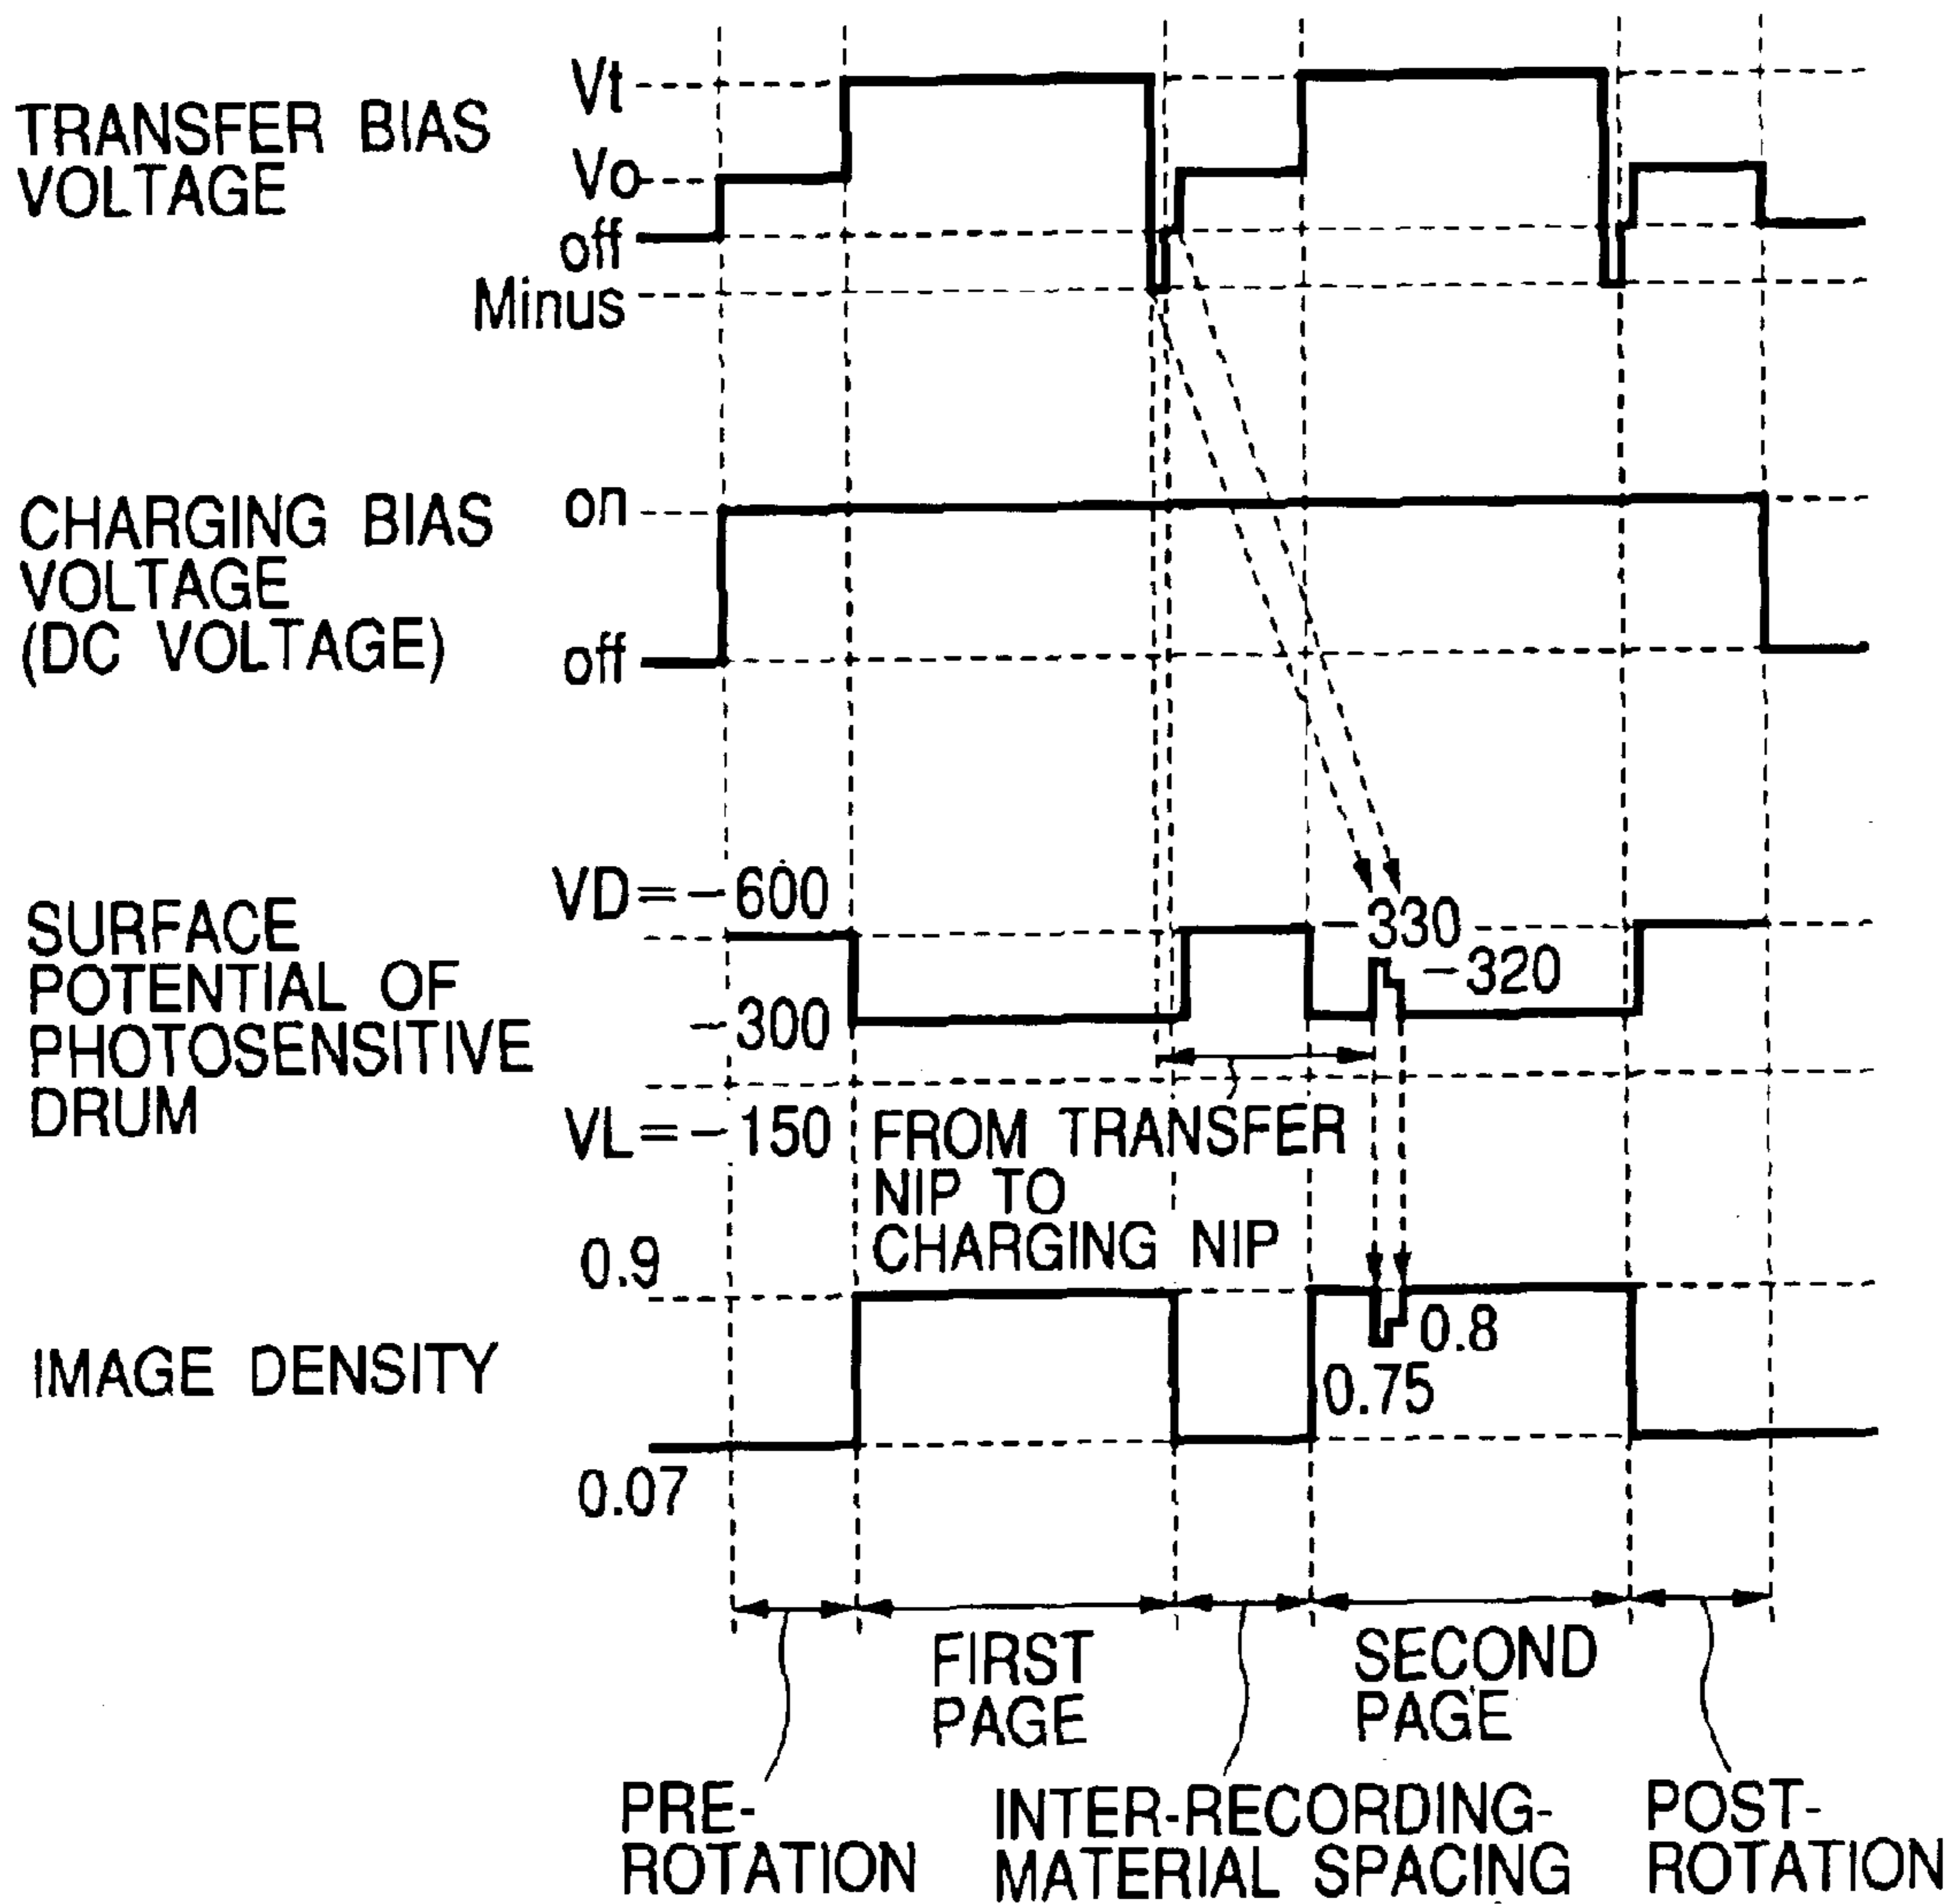 TRANSFER BIAS
VOLTAGE
Vt
Vo
off
Minus
CHARGING BIAS
VOLTAGE
(DC VOLTAGE)
on
off
SURFACE
POTENTIAL OF
PHOTOSENSITIVE
DRUM
VD=-600
-300
VL=-150
-330
-320
FROM TRANSFER
NIP TO
CHARGING NIP
IMAGE DENSITY
0.9
0.07
0.8
0.75
FIRST
PAGE
SECOND
PAGE
PRE-
ROTATION
INTER-RECORDING-
MATERIAL SPACING
POST-
ROTATION